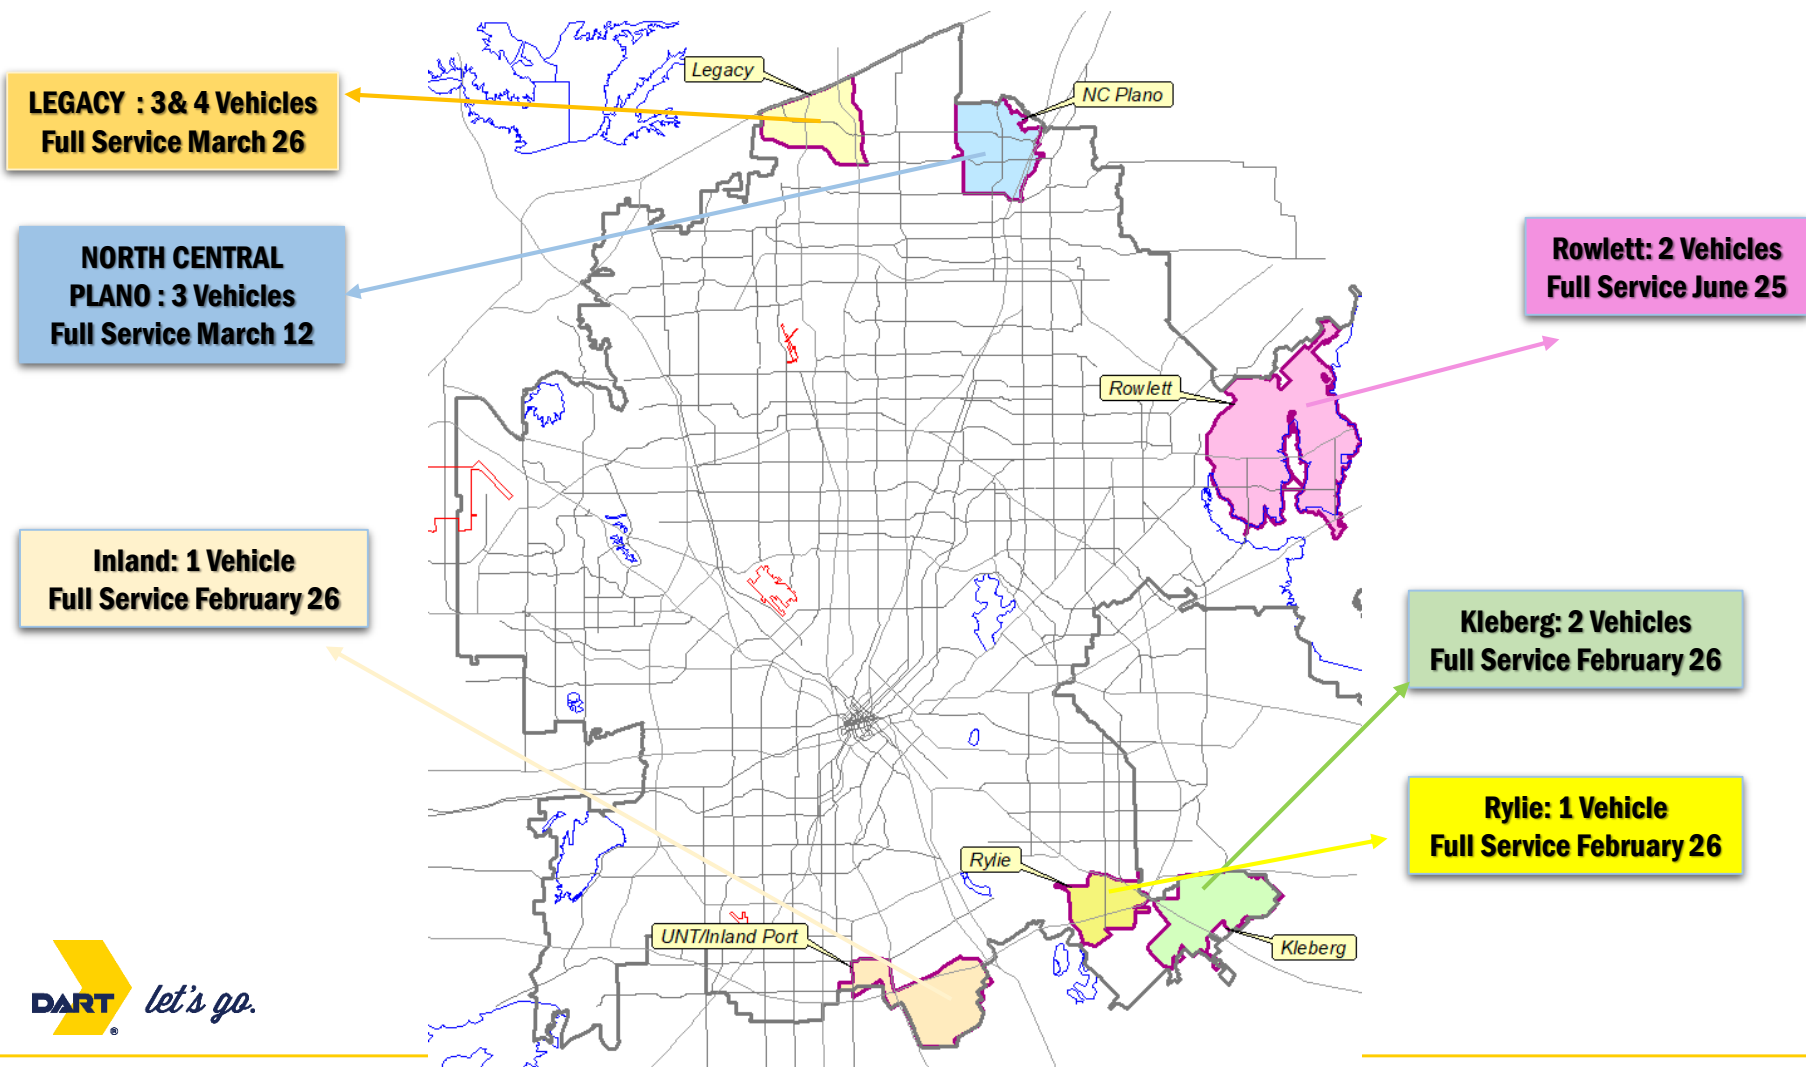 LEGACY : 3& 4 Vehicles
Full Service March 26
NORTH CENTRAL
PLANO : 3 Vehicles
Full Service March 12
Inland: 1 Vehicle
Full Service February 26
Legacy
NC Plano
Rowlett
Rylie
UNT/Inland Port
Kleberg
Rowlett: 2 Vehicles
Full Service June 25
Kleberg: 2 Vehicles
Full Service February 26
Rylie: 1 Vehicle
Full Service February 26
DART
®
let's go.